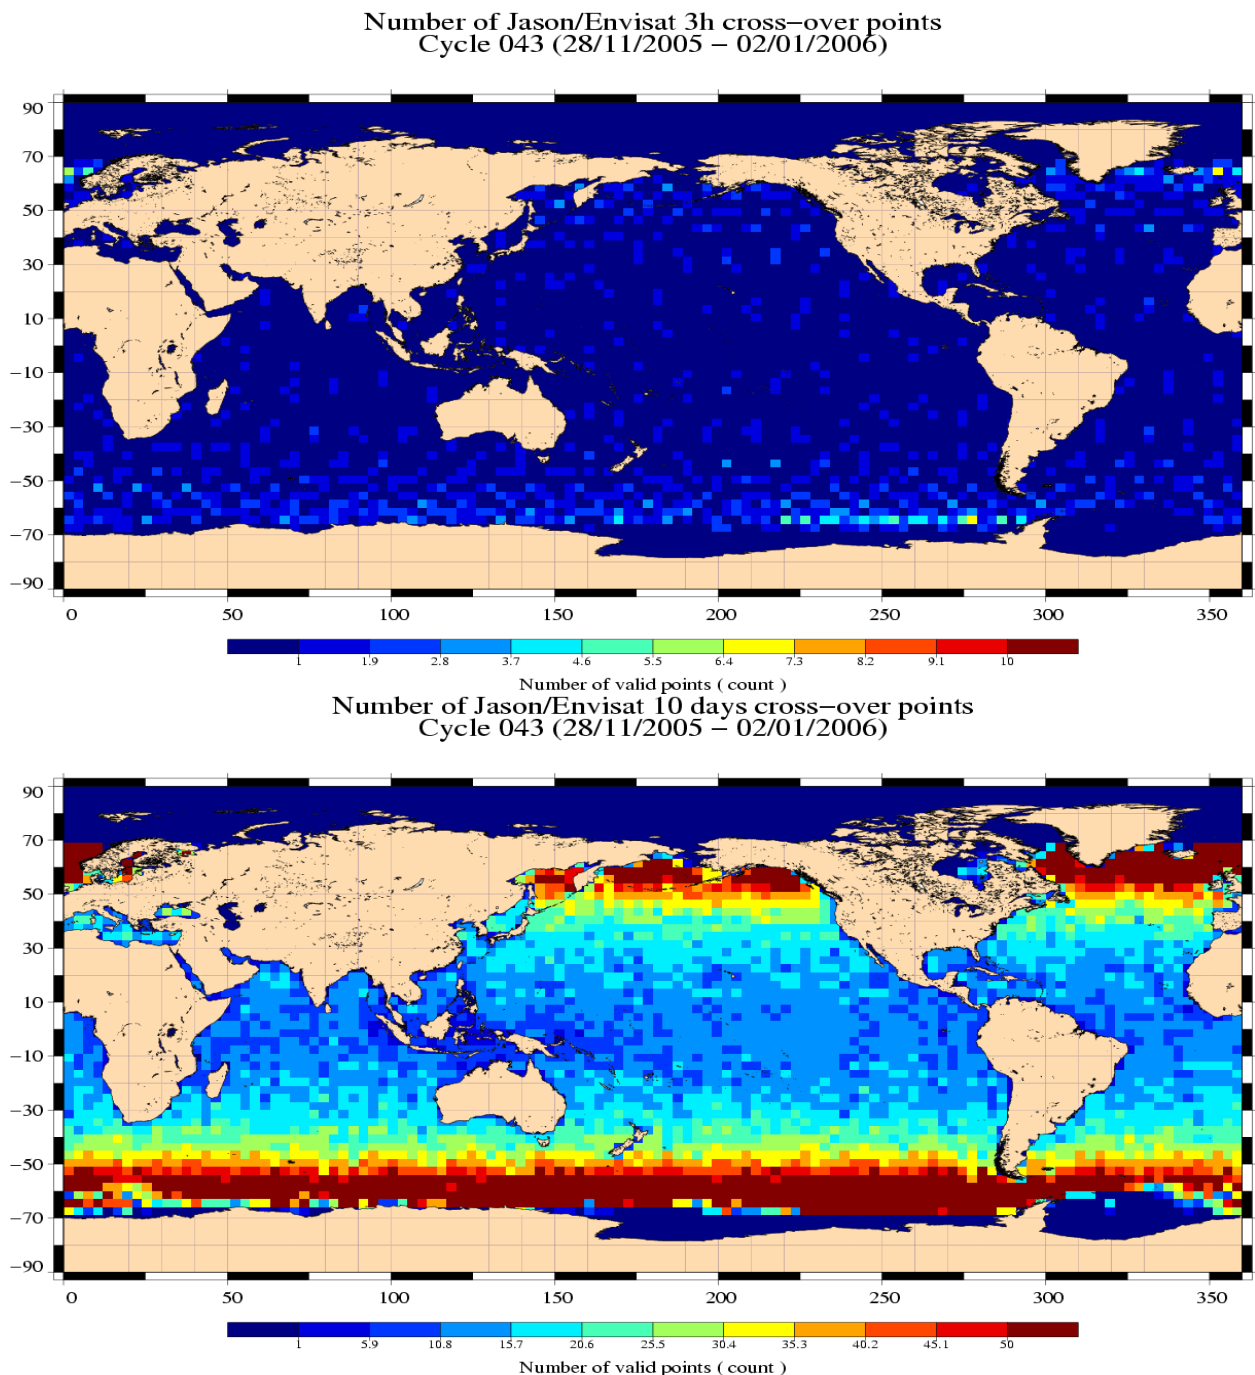 Number of Jason/Envisat 3h cross−over points
Cycle 043 (28/11/2005 − 02/01/2006)
90
70
50
30
10
−10
−30
−50
−70
−90
0 50 100 150 200 250 300 350
1 1.9 2.8 3.7 4.6 5.5 6.4 7.3 8.2 9.1 10
Number of valid points ( count )
Number of Jason/Envisat 10 days cross−over points
Cycle 043 (28/11/2005 − 02/01/2006)
90
70
50
30
10
−10
−30
−50
−70
−90
0 50 100 150 200 250 300 350
1 5.9 10.8 15.7 20.6 25.5 30.4 35.3 40.2 45.1 50
Number of valid points ( count )